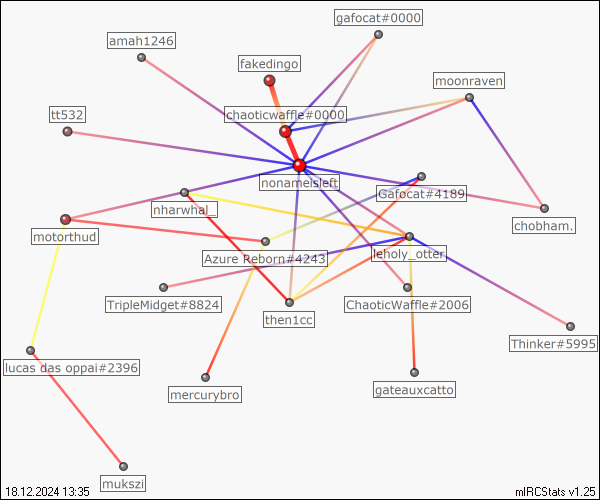 gafocat#0000
amah1246
fakedingo
moonraven
tt532
chaoticwaffle#0000
nonameisleft
Gafocat#4189
nharwhal_
chobham.
motorthud
Azure Reborn#4243
leholy_otter
TripleMidget#8824
ChaoticWaffle#2006
then1cc
Thinker#5995
lucas das oppai#2396
mercurybro
gateauxcatto
mukszi
18.12.2024 13:35
mIRCStats v1.25